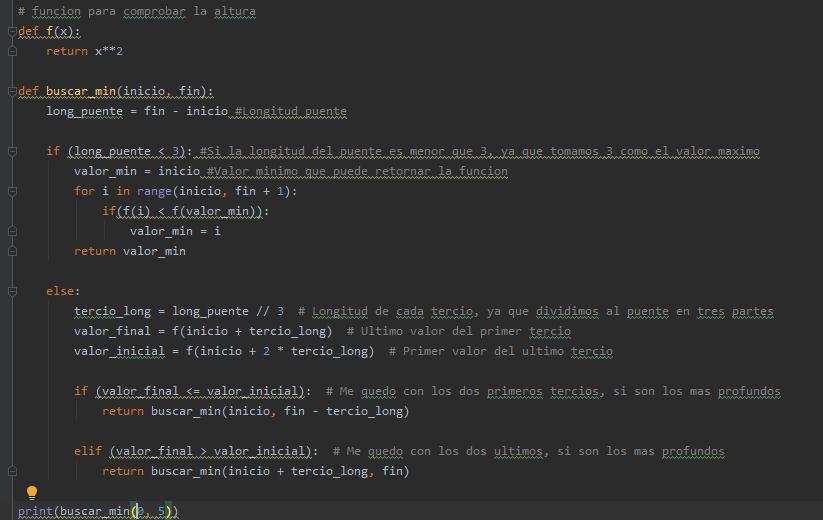 # funcion para comprobar la altura
def f(x):
    return x**2

def buscar_min(inicio, fin):
    long_puente = fin - inicio #Longitud puente

    if (long_puente < 3): #Si la longitud del puente es menor que 3, ya que tomamos 3 como el valor maximo
        valor_min = inicio #Valor minimo que puede retornar la funcion
        for i in range(inicio, fin + 1):
            if(f(i) < f(valor_min)):
                valor_min = i
        return valor_min

    else:
        tercio_long = long_puente // 3  # Longitud de cada tercio, ya que dividimos al puente en tres partes
        valor_final = f(inicio + tercio_long)  # Ultimo valor del primer tercio
        valor_inicial = f(inicio + 2 * tercio_long)  # Primer valor del ultimo tercio

        if (valor_final <= valor_inicial):  # Me quedo con los dos primeros tercios, si son los mas profundos
            return buscar_min(inicio, fin - tercio_long)

        elif (valor_final > valor_inicial):  # Me quedo con los dos ultimos, si son los mas profundos
            return buscar_min(inicio + tercio_long, fin)

print(buscar_min(0, 5))